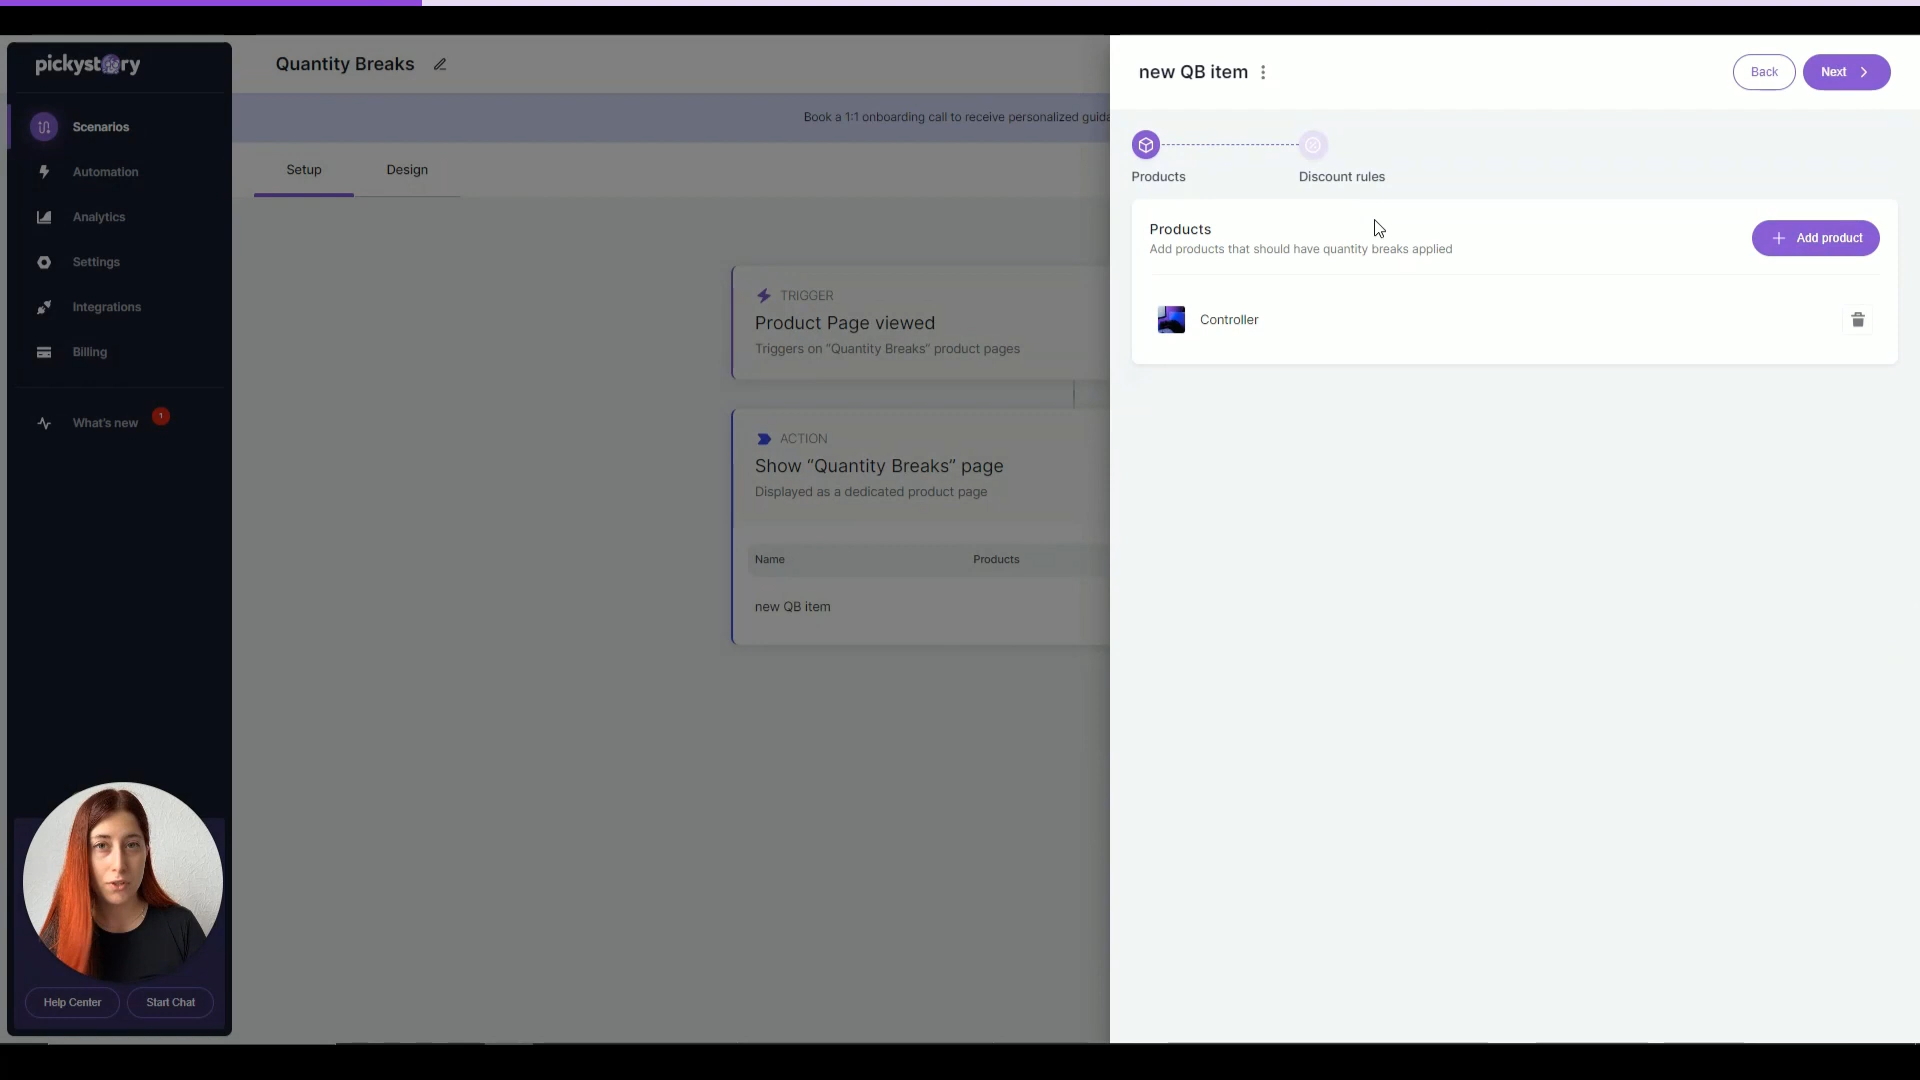 pickystory
Scenarios
Automation
Analytics
Settings
Integrations
Billing
What's new
1
Help Center
Start Chat
Quantity Breaks
Book a 1:1 onboarding call to receive personalized guida
Setup
Design
TRIGGER
Product Page viewed
Triggers on “Quantity Breaks” product pages
ACTION
Show “Quantity Breaks” page
Displayed as a dedicated product page
Name Products
new QB item
new QB item
Back
Next
Products
Discount rules
Products
Add products that should have quantity breaks applied
Add product
Controller